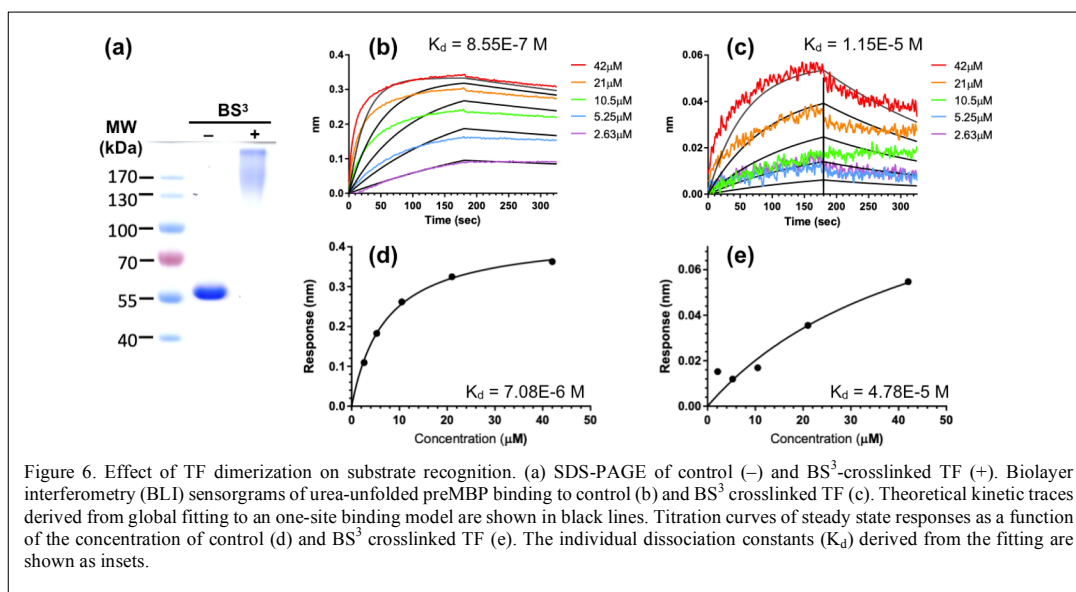 (a)
BS³
MW
(kDa)
– +
170
130
100
70
55
40
(b)
K_d = 8.55E-7 M
0.4
0.3
0.2
0.1
0.0
nm
0 50 100 150 200 250 300
Time (sec)
42μM
21μM
10.5μM
5.25μM
2.63μM
(c)
K_d = 1.15E-5 M
0.06
0.04
0.02
0.00
nm
0 50 100 150 200 250 300
Time (sec)
42μM
21μM
10.5μM
5.25μM
2.63μM
(d)
0.4
0.3
0.2
0.1
0.0
Response (nm)
K_d = 7.08E-6 M
0 10 20 30 40 50
Concentration (μM)
(e)
0.06
0.04
0.02
0.00
Response (nm)
K_d = 4.78E-5 M
0 10 20 30 40 50
Concentration (μM)
Figure 6. Effect of TF dimerization on substrate recognition. (a) SDS-PAGE of control (–) and BS³-crosslinked TF (+). Biolayer
interferometry (BLI) sensorgrams of urea-unfolded preMBP binding to control (b) and BS³ crosslinked TF (c). Theoretical kinetic traces
derived from global fitting to an one-site binding model are shown in black lines. Titration curves of steady state responses as a function
of the concentration of control (d) and BS³ crosslinked TF (e). The individual dissociation constants (K_d) derived from the fitting are
shown as insets.